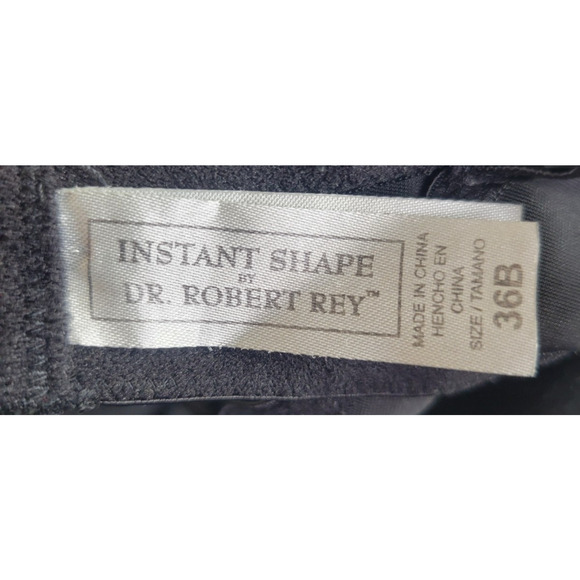 INSTANT SHAPE
BY
DR. ROBERT REY™
MADE IN CHINA
HENCHO EN
CHINA
SIZE / TAMANO
36B